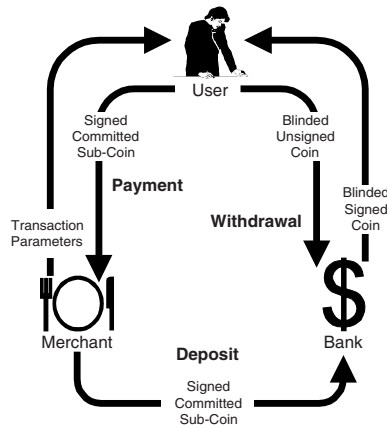 User
Signed
Committed
Sub-Coin
Blinded
Unsigned
Coin
Payment
Withdrawal
Transaction
Parameters
Blinded
Signed
Coin
$
Merchant
Bank
Deposit
Signed
Committed
Sub-Coin